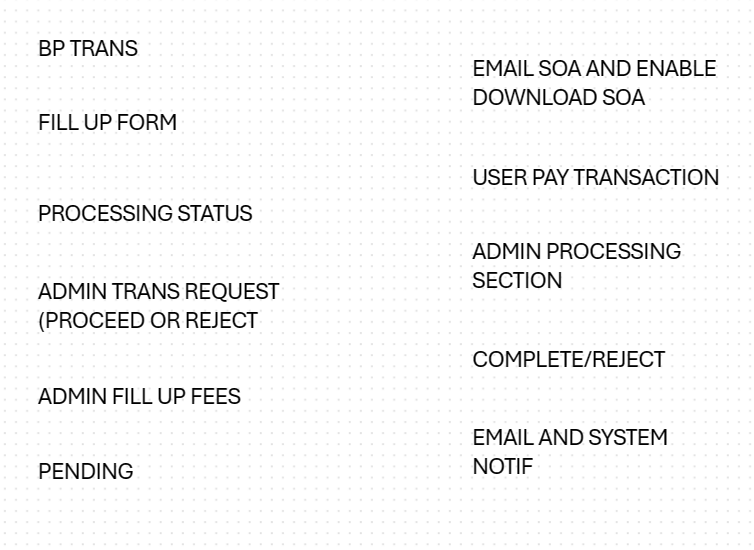 BP TRANS
FILL UP FORM
PROCESSING STATUS
ADMIN TRANS REQUEST
(PROCEED OR REJECT
ADMIN FILL UP FEES
PENDING
EMAIL SOA AND ENABLE
DOWNLOAD SOA
USER PAY TRANSACTION
ADMIN PROCESSING
SECTION
COMPLETE/REJECT
EMAIL AND SYSTEM
NOTIF